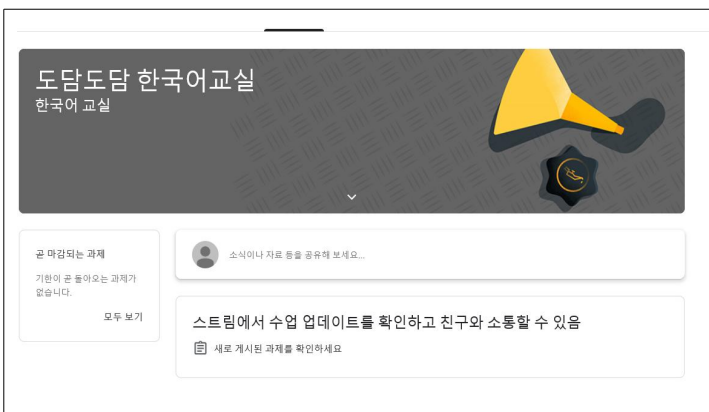 도담도담 한국어교실
한국어 교실
곧 마감되는 과제
기한이 곧 돌아오는 과제가
없습니다.
모두 보기
소식이나 자료 등을 공유해 보세요...
스트림에서 수업 업데이트를 확인하고 친구와 소통할 수 있음
새로 게시된 과제를 확인하세요